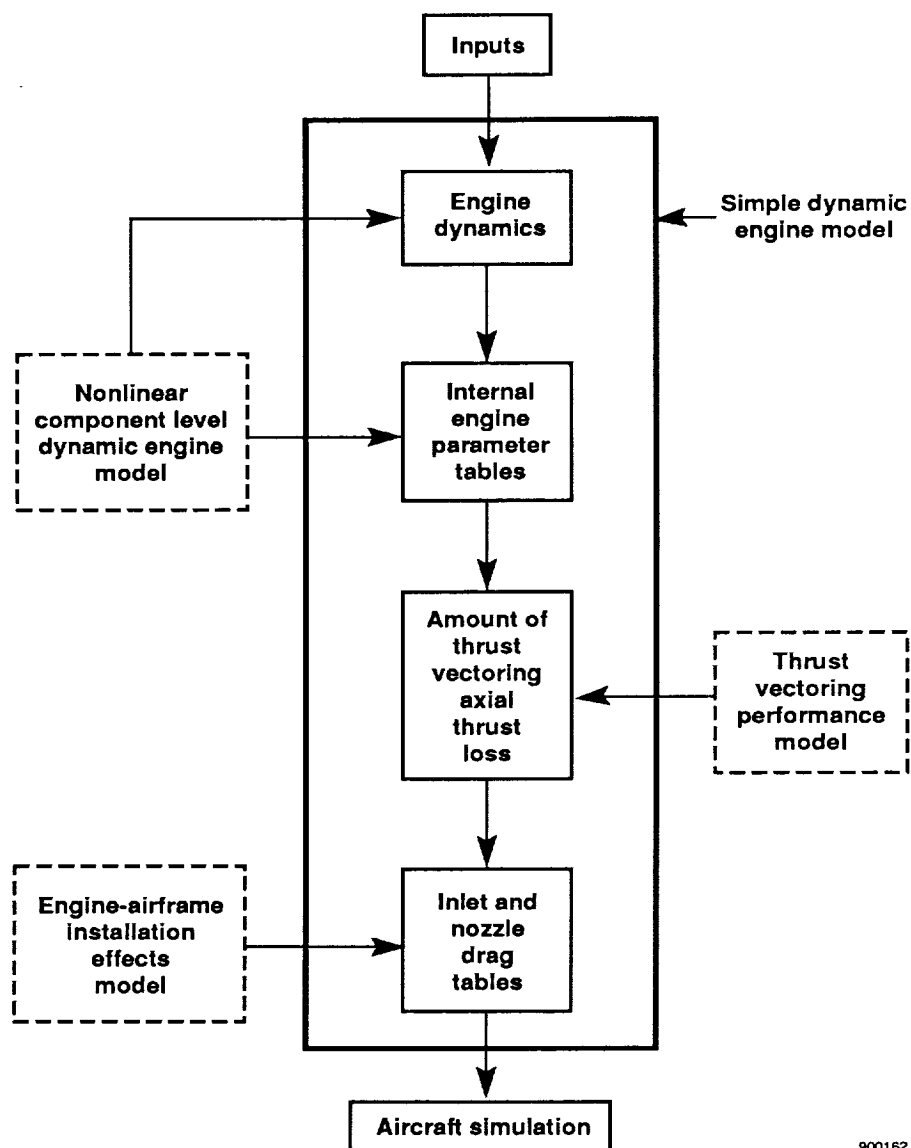 Inputs
Engine
dynamics
Simple dynamic
engine model
Nonlinear
component level
dynamic engine
model
Internal
engine
parameter
tables
Amount of
thrust
vectoring
axial
thrust
loss
Thrust
vectoring
performance
model
Engine-airframe
installation
effects
model
Inlet and
nozzle
drag
tables
Aircraft simulation
900162